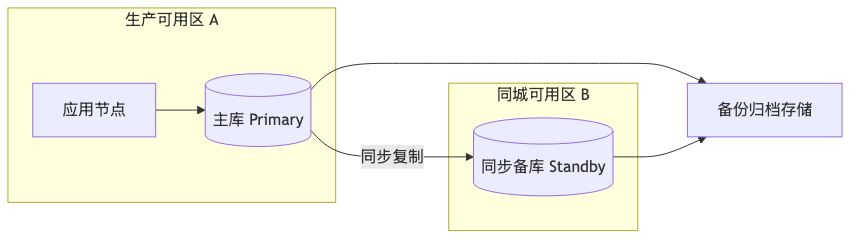 生产可用区 A
应用节点
主库 Primary
同步复制
同城可用区 B
同步备库 Standby
备份归档存储